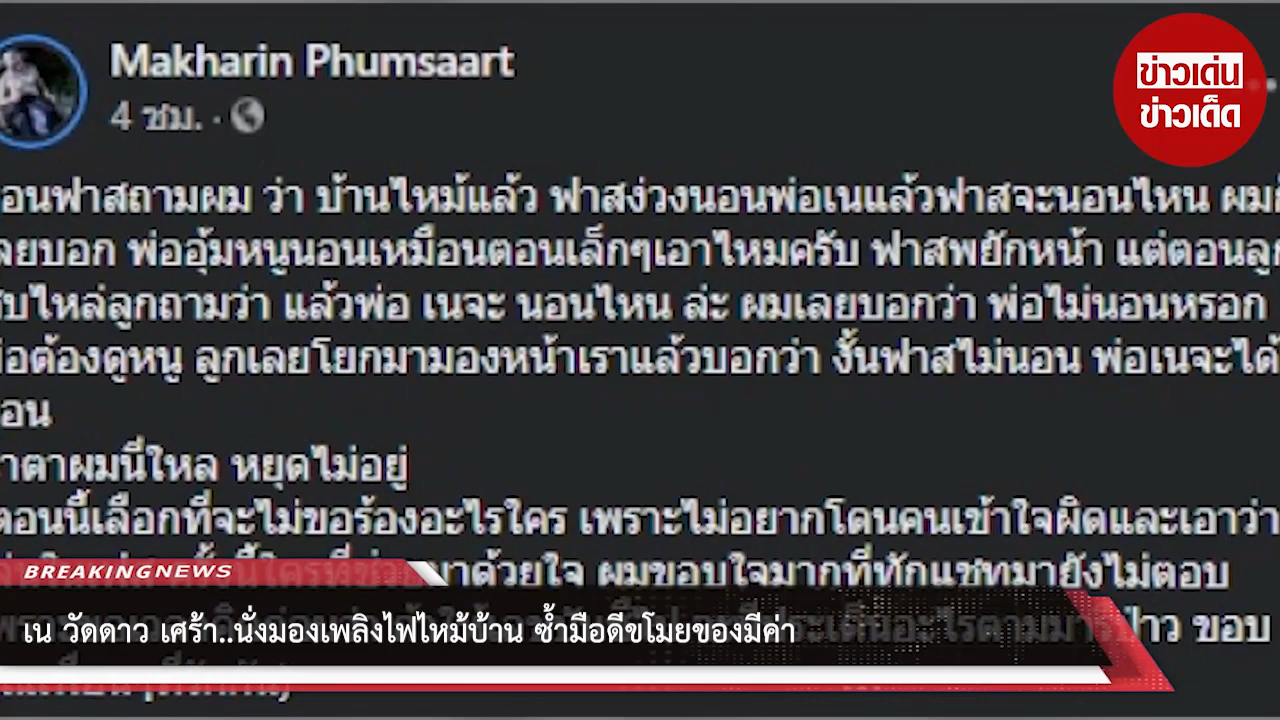 Makharin Phumsaart
4 ชม.
ข่าวเด่น
ข่าวเด็ด
อนฟาสถามผม ว่า บ้านไหม้แล้ว ฟาสง่วงนอนพ่อเนแล้วฟาสจะนอนไหน
ลยบอก พ่ออุ้มหนูนอนเหมือนตอนเล็กๆเอาไหมครับ ฟาสพยักหน้า แต่ตอนลูก
ไหล่ลูกถามว่า แล้วพ่อ เนจะ นอนไหน ล่ะ ผมเลยบอกว่า พ่อไม่นอนหรอก
ต้องดูหนู ลูกเลยโยกมามองหน้าเราแล้วบอกว่า งั้นฟาสไม่นอน พ่อเนจะได้
อน
าตาผมนี่ใหล หยุดไม่อยู่
ตอนนี้เลือกที่จะไม่ขอร้องอะไรใคร เพราะไม่อยากโดนคนเข้าใจผิดและเอาว่า
มาด้วยใจ ผมขอบใจมากที่ทักแชทมายังไม่ตอบ
ขอบ
BREAKING NEWS
เน วัดดาว เศร้า..นั่งมองเพลิงไฟไหม้บ้าน ซ้ำมือดีขโมยของมีค่า